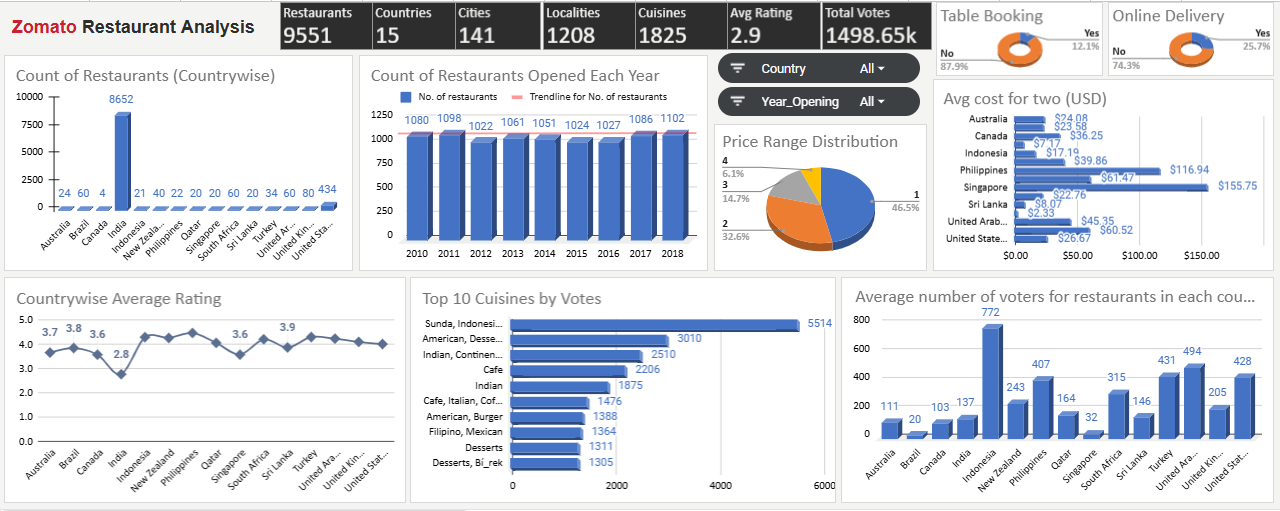 Zomato Restaurant Analysis
Restaurants
9551
Countries
15
Cities
141
Localities
1208
Cuisines
1825
Avg Rating
2.9
Total Votes
1498.65k
Table Booking
Yes
12.1%
No
87.9%
Online Delivery
Yes
25.7%
No
74.3%
Count of Restaurants (Countrywise)
10000
7500
5000
2500
0
24 60 4 8652 21 40 22 20 20 60 20 34 60 80 434
Australia
Brazil
Canada
India
Indonesia
New Zeala...
Philippines
Qatar
Singapore
South Africa
Sri Lanka
Turkey
United Ar...
United Kin...
United Sta...
Count of Restaurants Opened Each Year
No. of restaurants
Trendline for No. of restaurants
1250
1000
750
500
250
0
1080 1098 1022 1061 1051 1024 1027 1086 1102
2010 2011 2012 2013 2014 2015 2016 2017 2018
Country
All
Year_Opening
All
Price Range Distribution
4
6.1%
3
14.7%
2
32.6%
1
46.5%
Avg cost for two (USD)
Australia
Canada
Indonesia
Philippines
Singapore
Sri Lanka
United Arab...
United State...
$24.08
$23.58
$36.25
$7.17
$17.19
$39.86
$116.94
$61.47
$155.75
$22.76
$8.07
$2.33
$45.35
$60.52
$26.67
$0.00 $50.00 $100.00 $150.00
Countrywise Average Rating
5.0
4.0
3.0
2.0
1.0
0.0
3.7 3.8 3.6 2.8 3.6 3.9
Australia
Brazil
Canada
India
Indonesia
New Zealand
Philippines
Qatar
Singapore
South Africa
Sri Lanka
Turkey
United Ara...
United Kin...
United Stat...
Top 10 Cuisines by Votes
Sunda, Indonesi... 5514
American, Desse... 3010
Indian, Continen... 2510
Cafe 2206
Indian 1875
Cafe, Italian, Cof... 1476
American, Burger 1388
Filipino, Mexican 1364
Desserts 1311
Desserts, Bí_rek 1305
0 2000 4000 6000
Average number of voters for restaurants in each cou...
800
600
400
200
0
111 20 103 137 772 243 407 164 32 315 146 431 494 205 428
Australia
Brazil
Canada
India
Indonesia
New Zealand
Philippines
Qatar
Singapore
South Africa
Sri Lanka
Turkey
United Ara...
United Kin...
United Stat...